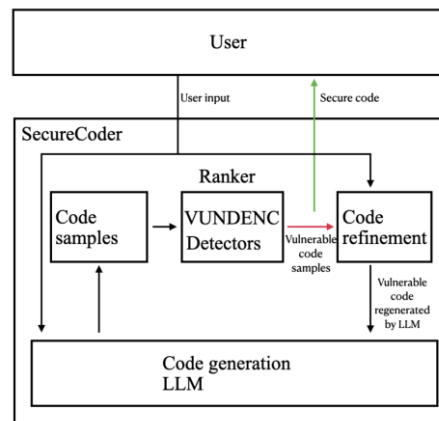 User
User input
Secure code
SecureCoder
Ranker
Code
samples
VUNDENC
Detectors
Vulnerable
code
samples
Code
refinement
Vulnerable
code
regenerated
by LLM
Code generation
LLM